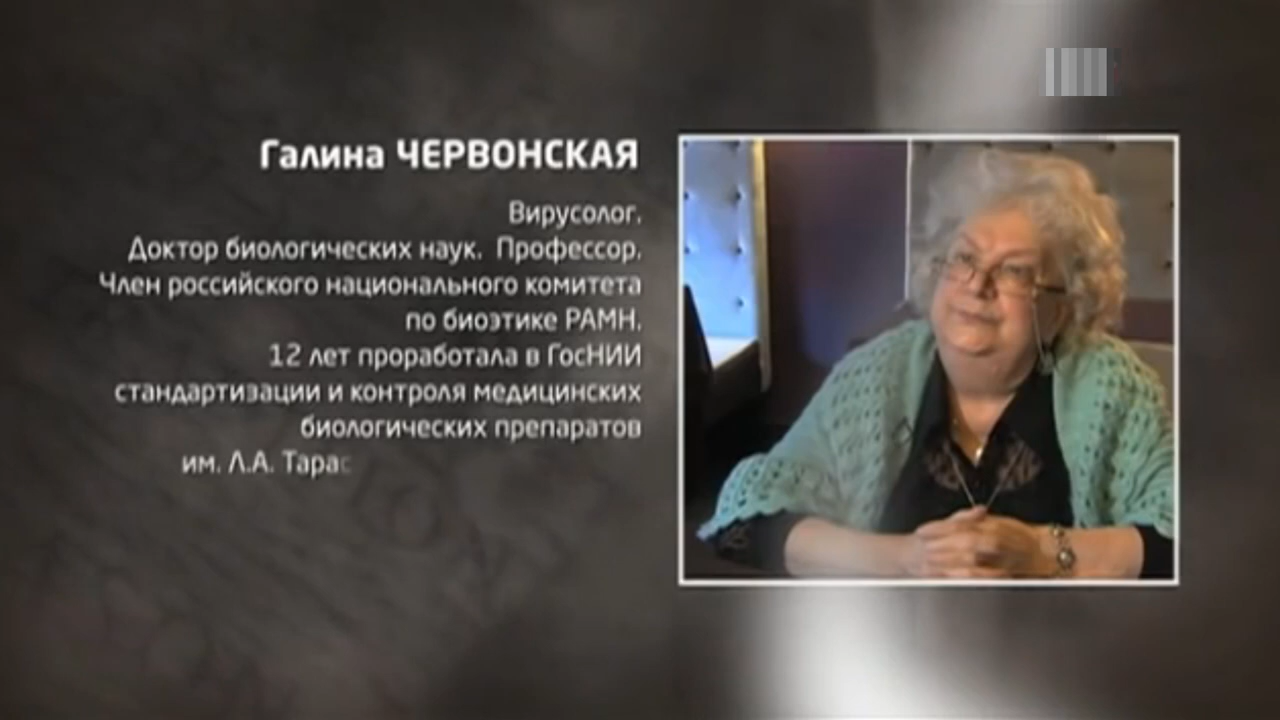 Галина ЧЕРВОНСКАЯ
Вирусолог.
Доктор биологических наук. Профессор.
Член российского национального комитета
по биоэтике РАМН.
12 лет проработала в ГосНИИ
стандартизации и контроля медицинских
биологических препаратов
им. Л.А. Тарас